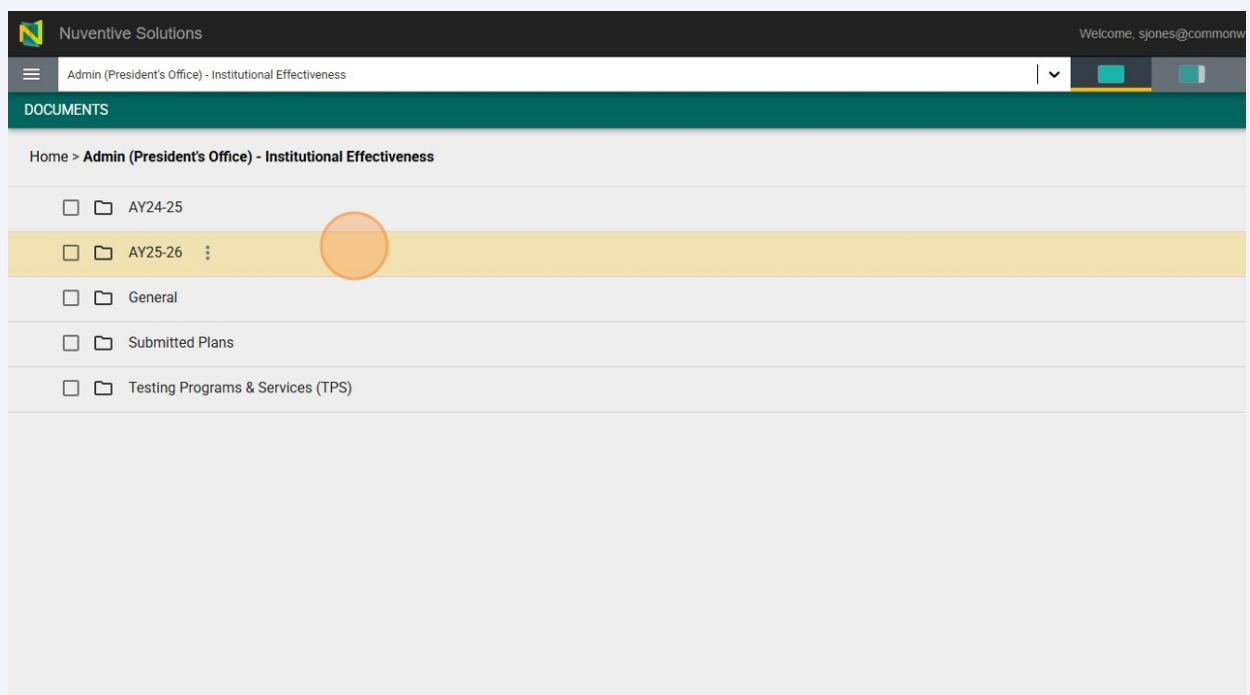 Nuventive Solutions
Welcome, sjones@commonw
Admin (President's Office) - Institutional Effectiveness
DOCUMENTS
Home > Admin (President's Office) - Institutional Effectiveness
AY24-25
AY25-26
General
Submitted Plans
Testing Programs & Services (TPS)